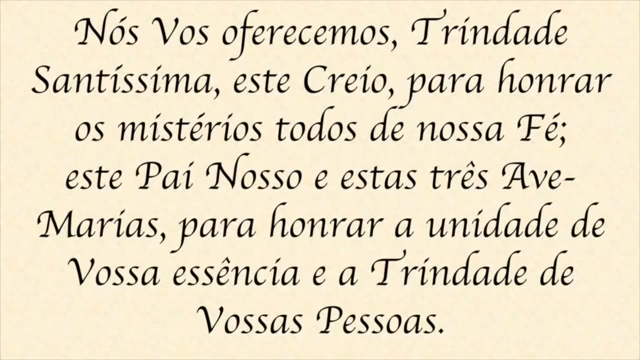 Nós Vos oferecemos, Trindade
Santíssima, este Creio, para honrar
os mistérios todos de nossa Fé;
este Pai Nosso e estas três Ave-
Marias, para honrar a unidade de
Vossa essência e a Trindade de
Vossas Pessoas.